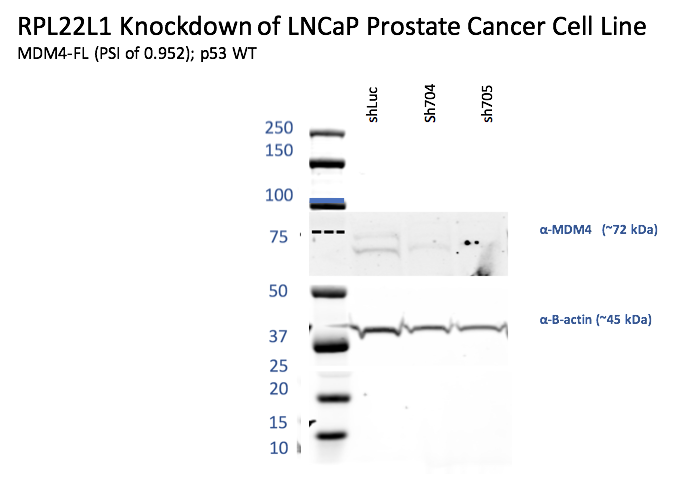 RPL22L1 Knockdown of LNCaP Prostate Cancer Cell Line
MDM4-FL (PSI of 0.952); p53 WT
shLuc
Sh704
sh705
250
150
100
75
50
37
25
20
15
10
α-MDM4 (~72 kDa)
α-B-actin (~45 kDa)